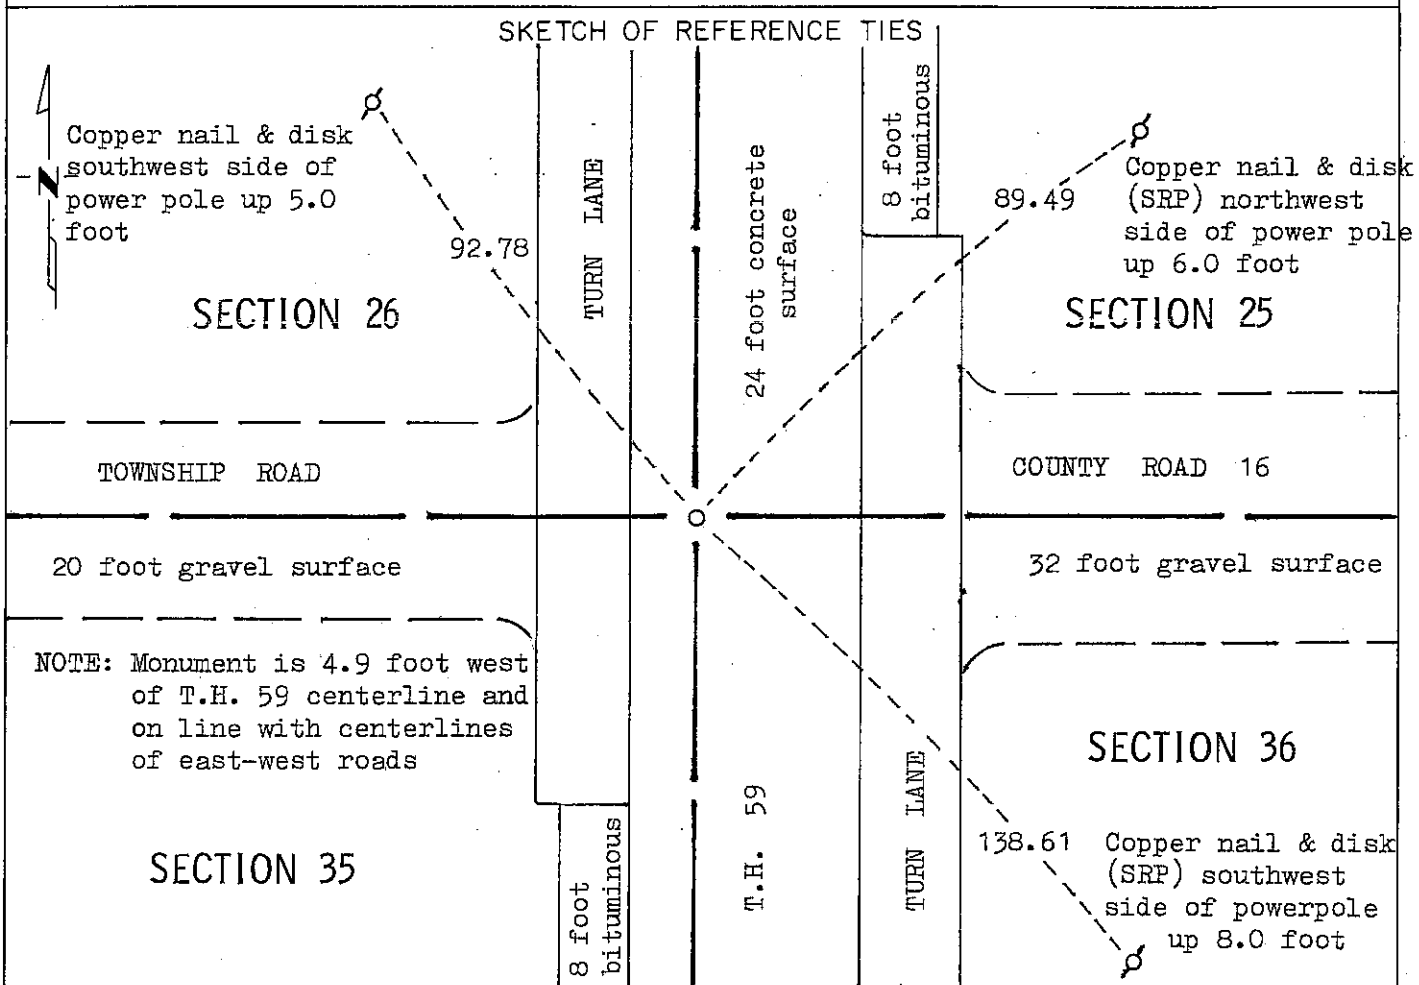 SKETCH OF REFERENCE TIES
N
Copper nail & disk
southwest side of
power pole up 5.0
foot
92.78
TURN LANE
24 foot concrete
surface
8 foot
bituminous
89.49
Copper nail & disk
(SRP) northwest
side of power pole
up 6.0 foot
SECTION 26
SECTION 25
TOWNSHIP ROAD
COUNTY ROAD 16
20 foot gravel surface
32 foot gravel surface
NOTE: Monument is 4.9 foot west
of T.H. 59 centerline and
on line with centerlines
of east-west roads
SECTION 35
8 foot
bituminous
T.H. 59
TURN LANE
SECTION 36
138.61
Copper nail & disk
(SRP) southwest
side of powerpole
up 8.0 foot